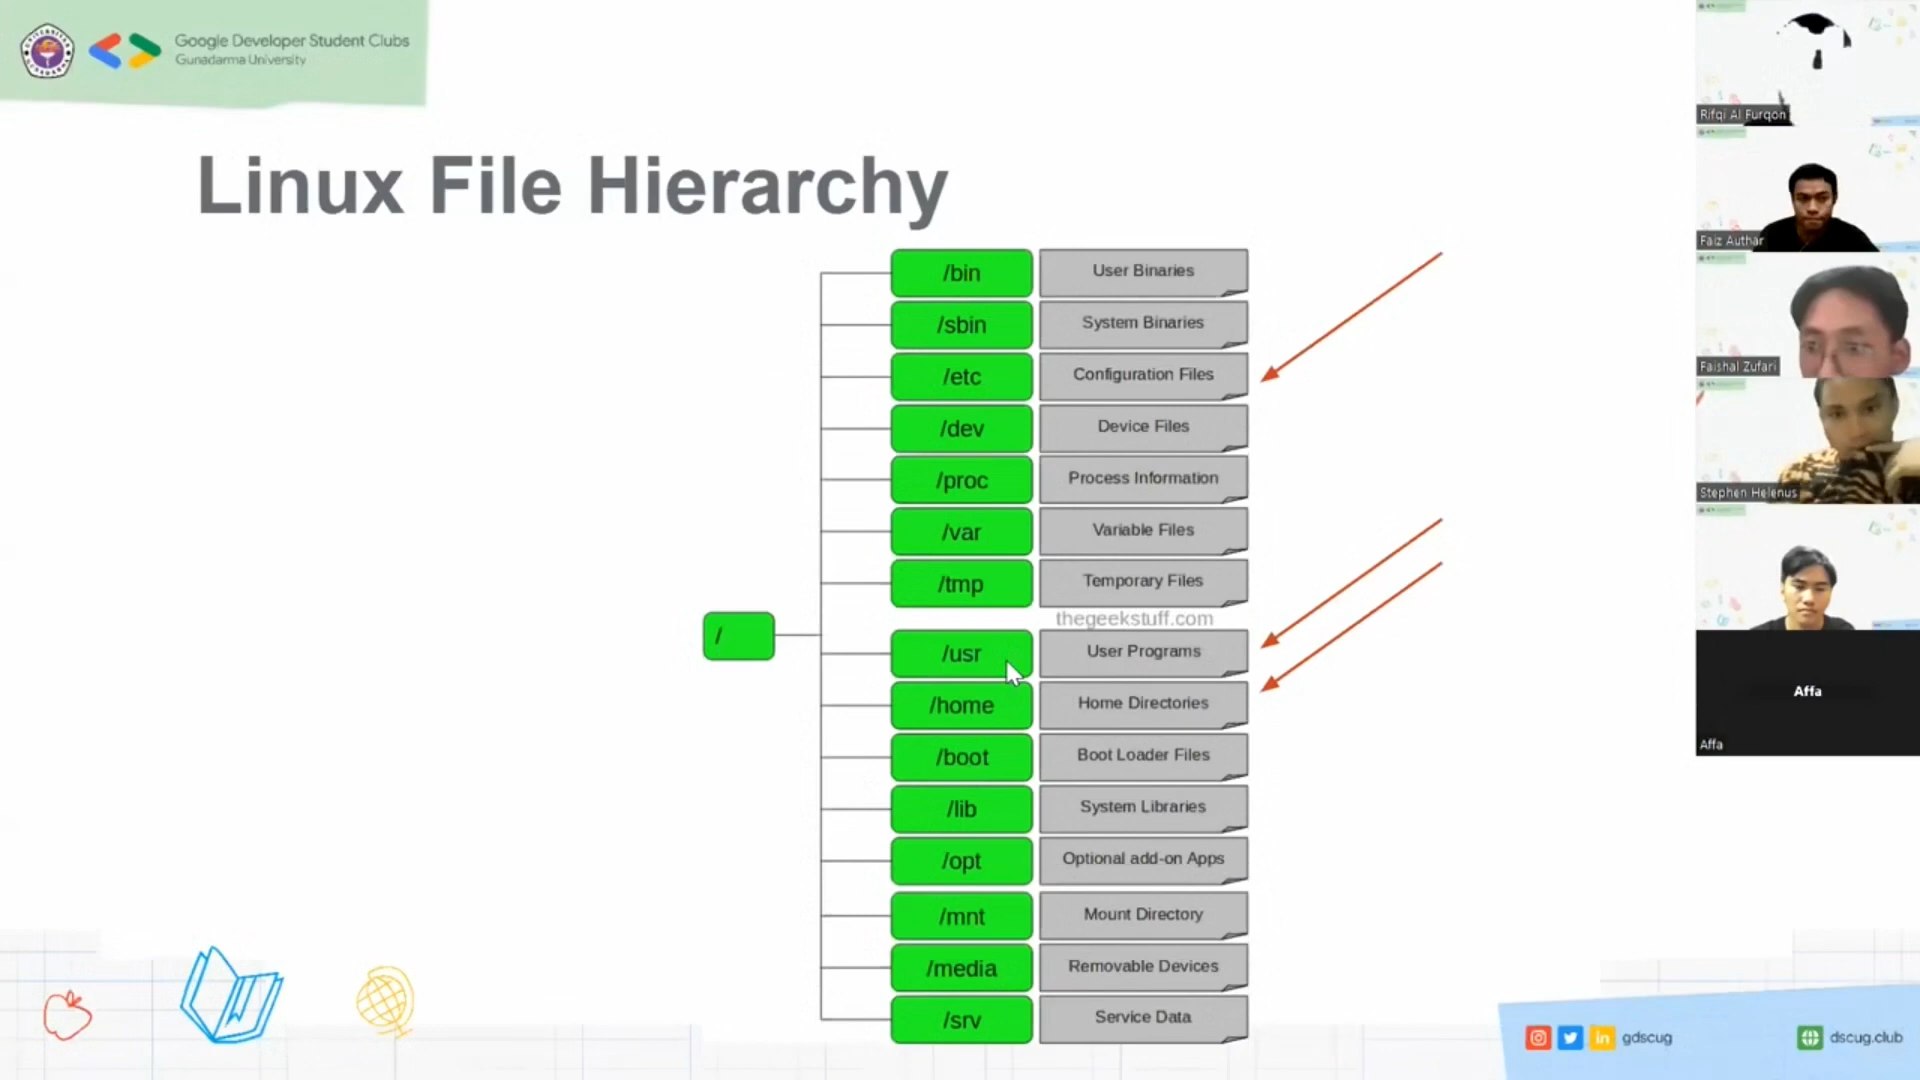 Google Developer Student Clubs
Gunadarma University
Linux File Hierarchy
/bin User Binaries
/sbin System Binaries
/etc Configuration Files
/dev Device Files
/proc Process Information
/var Variable Files
/tmp Temporary Files
thegeekstuff.com
/
/usr User Programs
/home Home Directories
/boot Boot Loader Files
/lib System Libraries
/opt Optional add-on Apps
/mnt Mount Directory
/media Removable Devices
/srv Service Data
gdscug
dscug.club
Rifqi Al Furqon
Faiz Authar
Faishal Zufari
Stephen Helenus
Affa
Affa